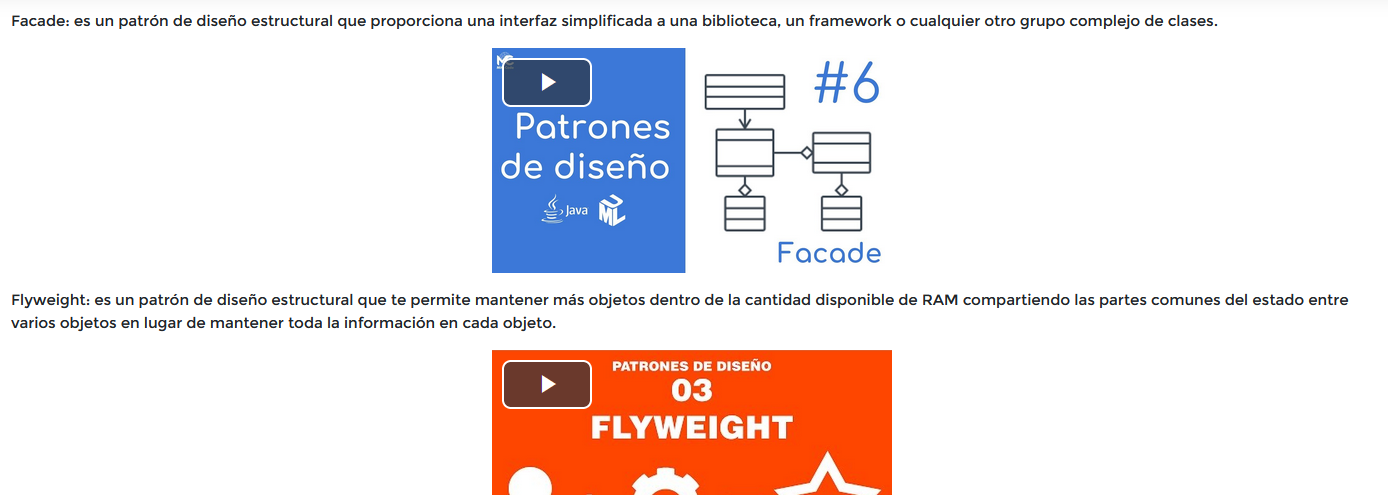 Facade: es un patrón de diseño estructural que proporciona una interfaz simplificada a una biblioteca, un framework o cualquier otro grupo complejo de clases.
#6
Patrones
de diseño
Java
UML
Facade
Flyweight: es un patrón de diseño estructural que te permite mantener más objetos dentro de la cantidad disponible de RAM compartiendo las partes comunes del estado entre
varios objetos en lugar de mantener toda la información en cada objeto.
PATRONES DE DISEÑO
03
FLYWEIGHT